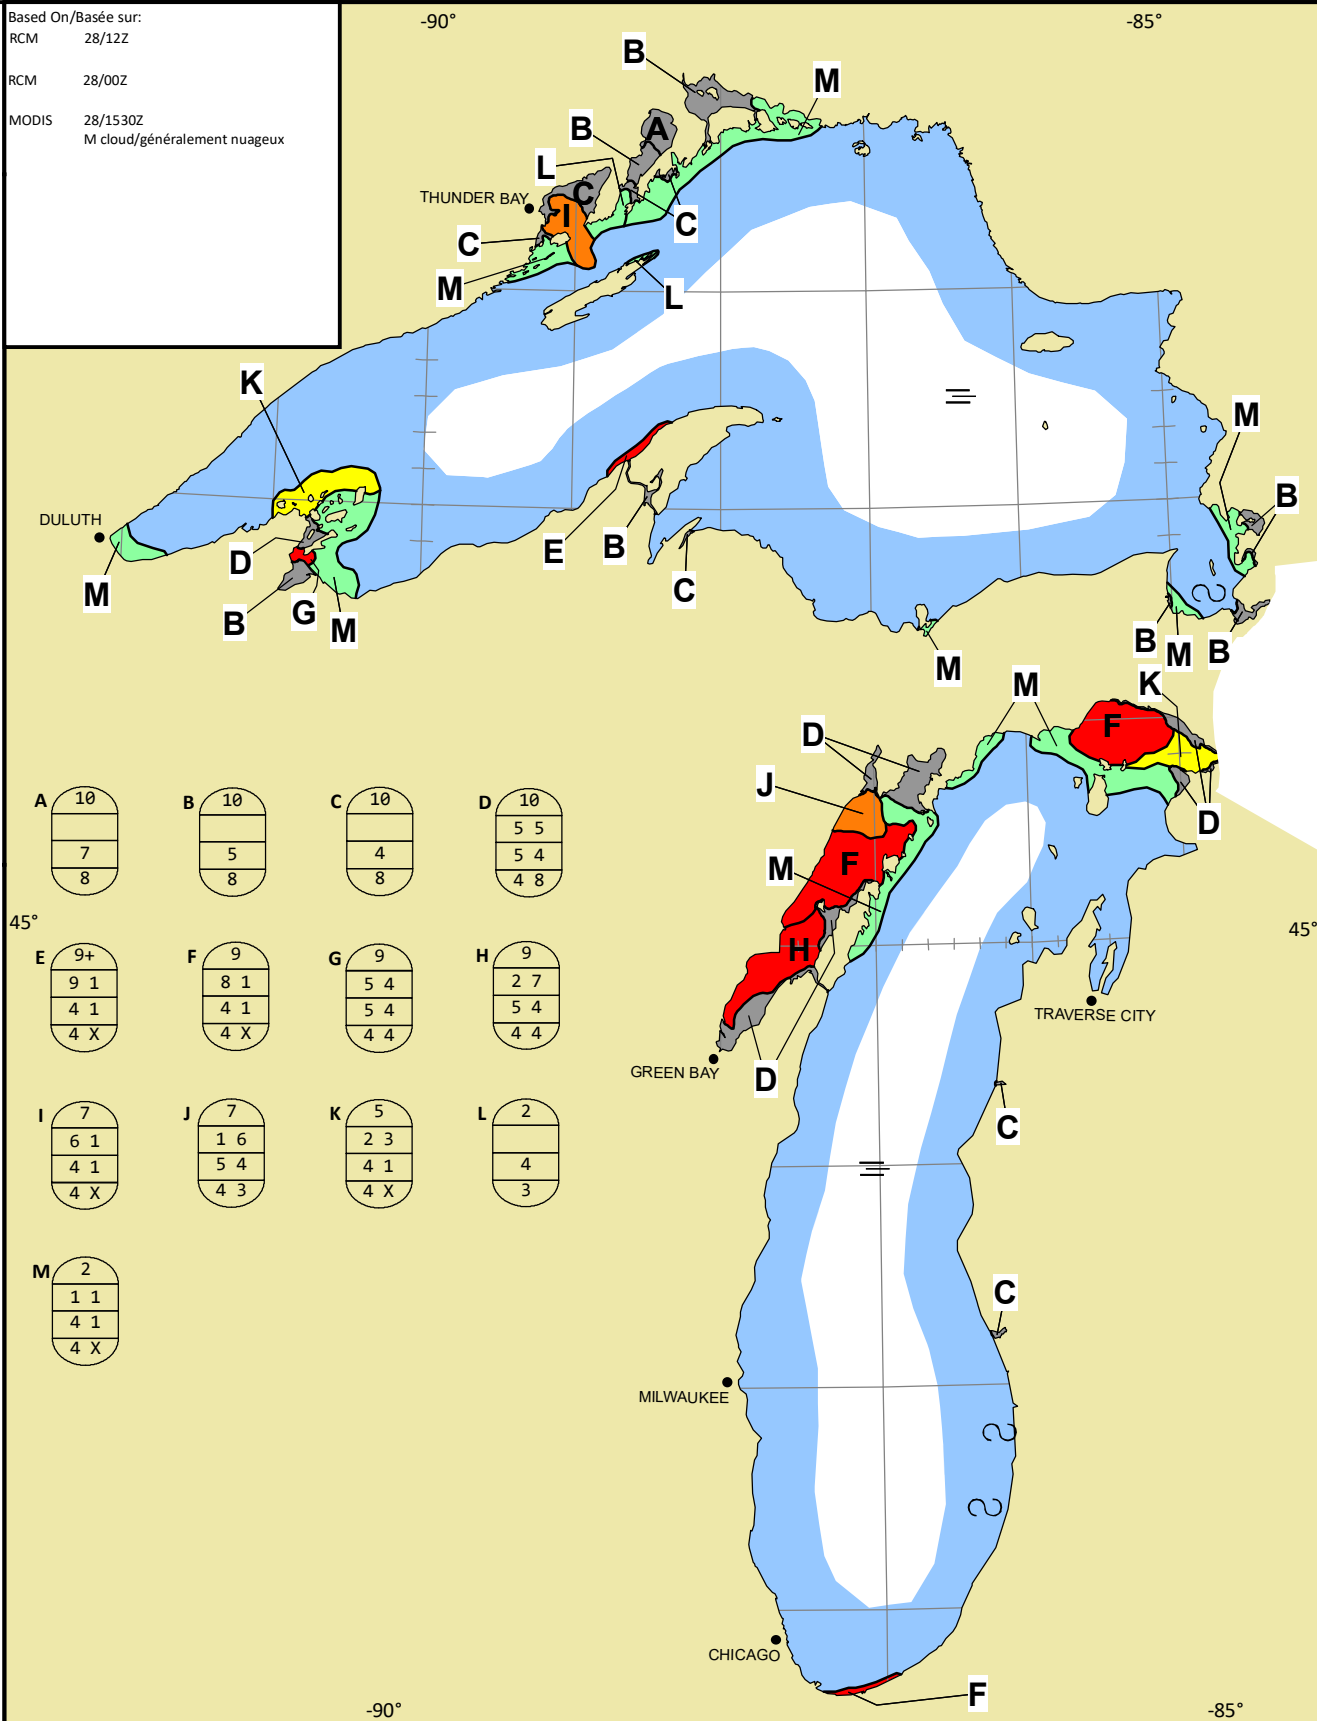 Based On/Basée sur:
RCM 28/12Z
RCM 28/00Z
MODIS 28/1530Z
M cloud/généralement nuageux
-90°
-85°
B
M
B
A
L
C
THUNDER BAY
I
C
C
M
L
K
M
B
DULUTH
E
B
D
C
M
B
G
M
B
M
B
M
M
K
D
F
J
D
M
F
H
D
45°
45°
TRAVERSE CITY
GREEN BAY
C
C
MILWAUKEE
CHICAGO
F
-90°
-85°
A
10
7
8
B
10
5
8
C
10
4
8
D
10
5 5
5 4
4 8
E
9+
9 1
4 1
4 X
F
9
8 1
4 1
4 X
G
9
5 4
5 4
4 4
H
9
2 7
5 4
4 4
I
7
6 1
4 1
4 X
J
7
1 6
5 4
4 3
K
5
2 3
4 1
4 X
L
2
4
3
M
2
1 1
4 1
4 X